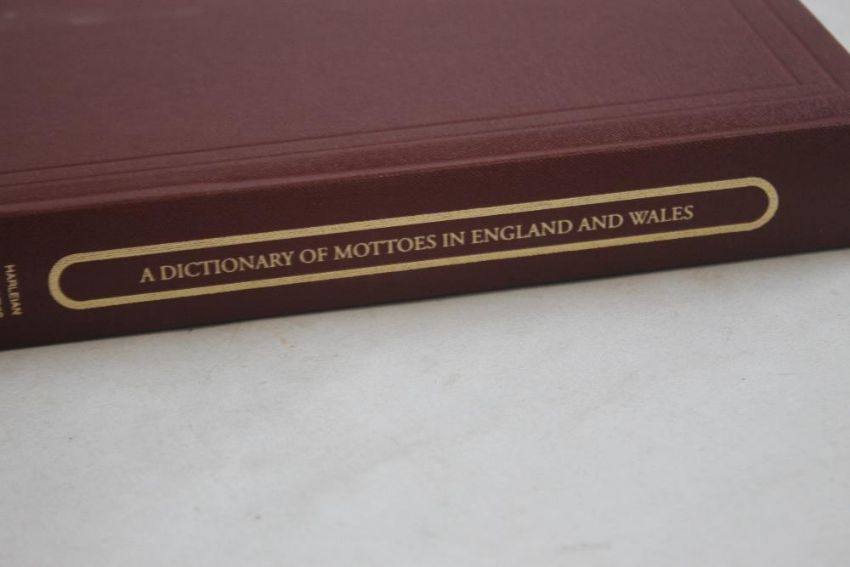 A DICTIONARY OF MOTTOES IN ENGLAND AND WALES
HARLEIAN